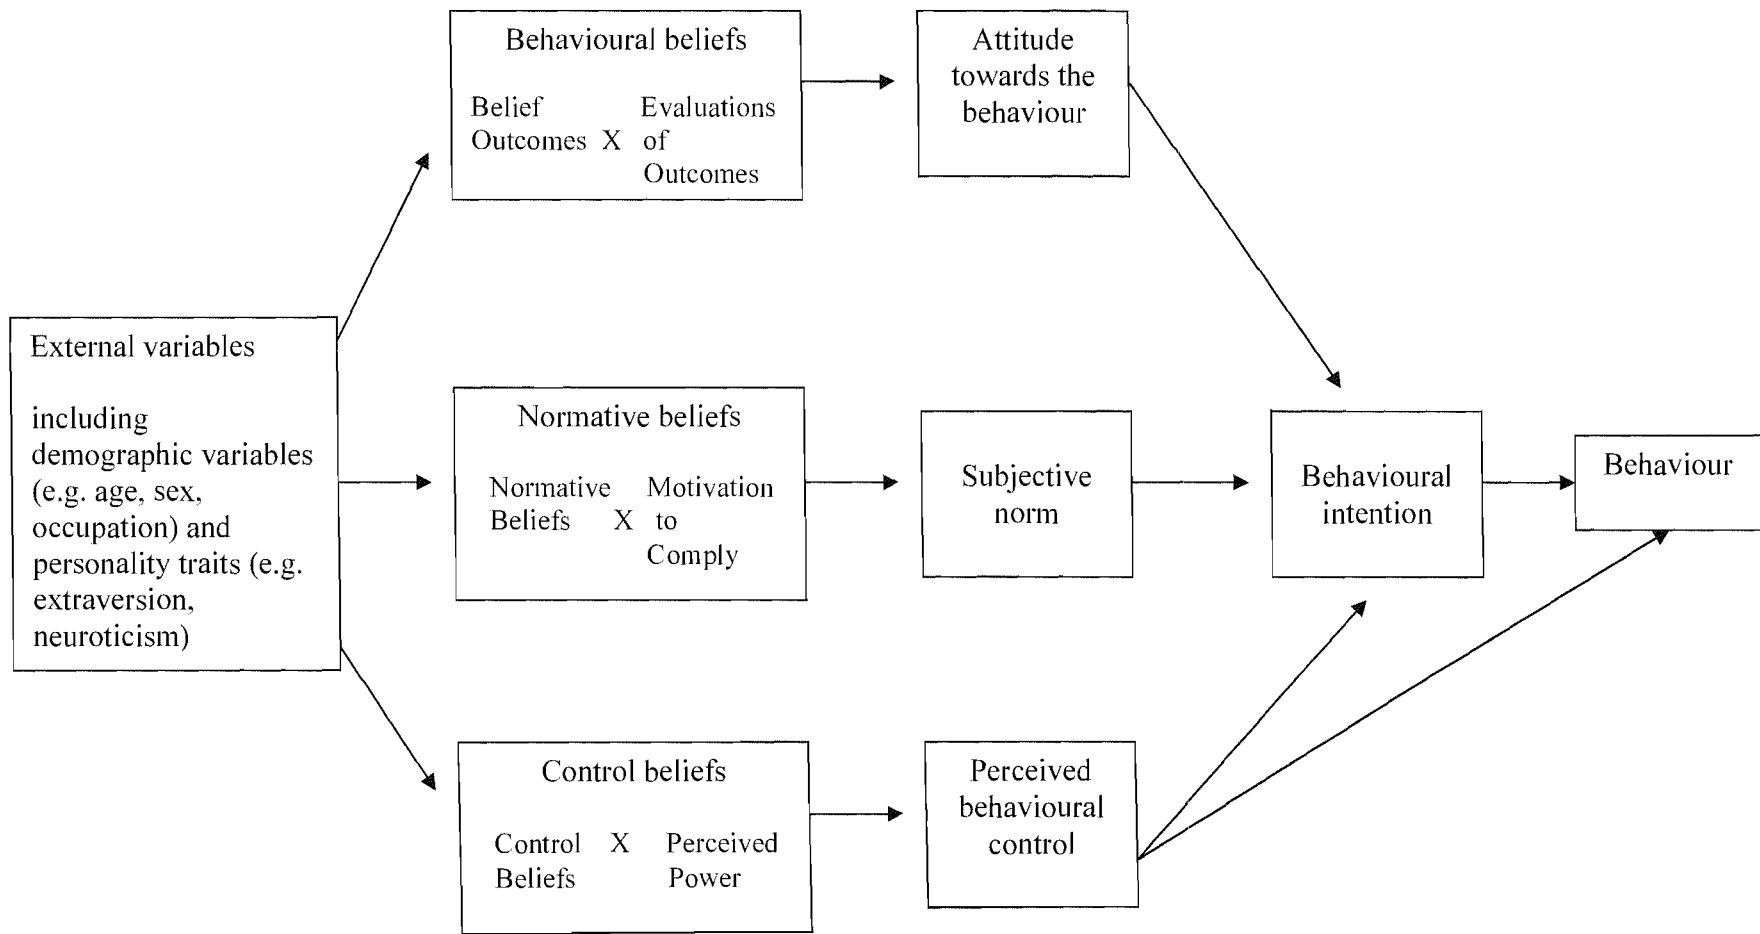 External variables
including
demographic variables
(e.g. age, sex,
occupation) and
personality traits (e.g.
extraversion,
neuroticism)
Behavioural beliefs
Belief Evaluations
Outcomes X of
Outcomes
Attitude
towards the
behaviour
Normative beliefs
Normative Motivation
Beliefs X to
Comply
Subjective
norm
Control beliefs
Control X Perceived
Beliefs Power
Perceived
behavioural
control
Behavioural
intention
Behaviour